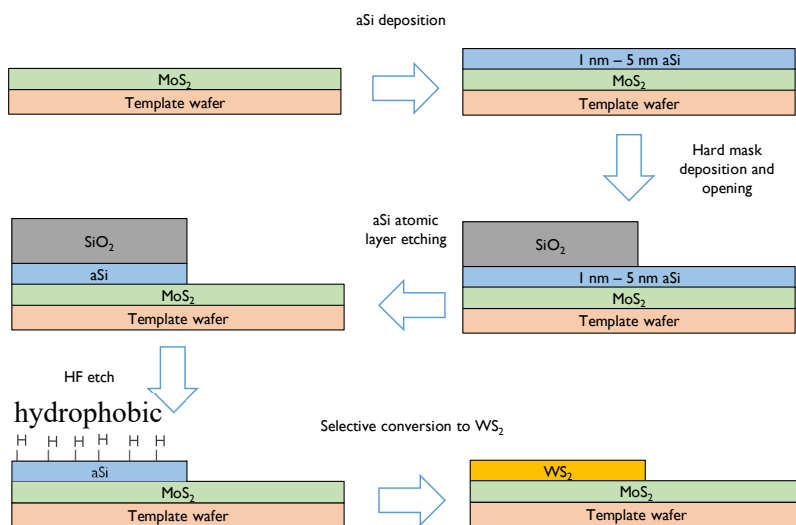 aSi deposition
MoS₂
Template wafer
1 nm – 5 nm aSi
MoS₂
Template wafer
Hard mask
deposition and
opening
SiO₂
1 nm – 5 nm aSi
MoS₂
Template wafer
aSi atomic
layer etching
SiO₂
aSi
MoS₂
Template wafer
HF etch
hydrophobic
H H H H H H
aSi
MoS₂
Template wafer
Selective conversion to WS₂
WS₂
MoS₂
Template wafer